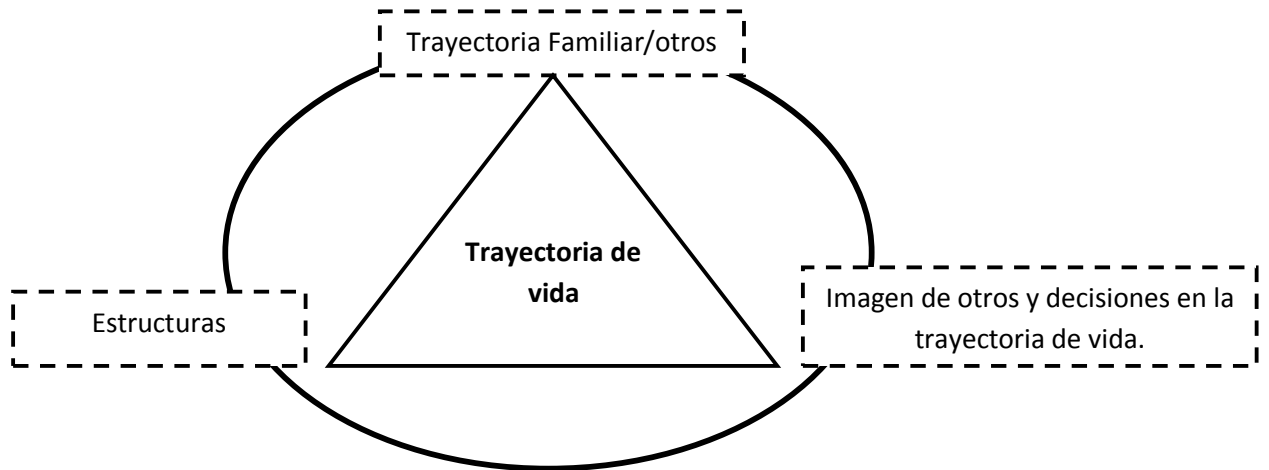 Trayectoria Familiar/otros
Trayectoria de
vida
Estructuras
Imagen de otros y decisiones en la
trayectoria de vida.